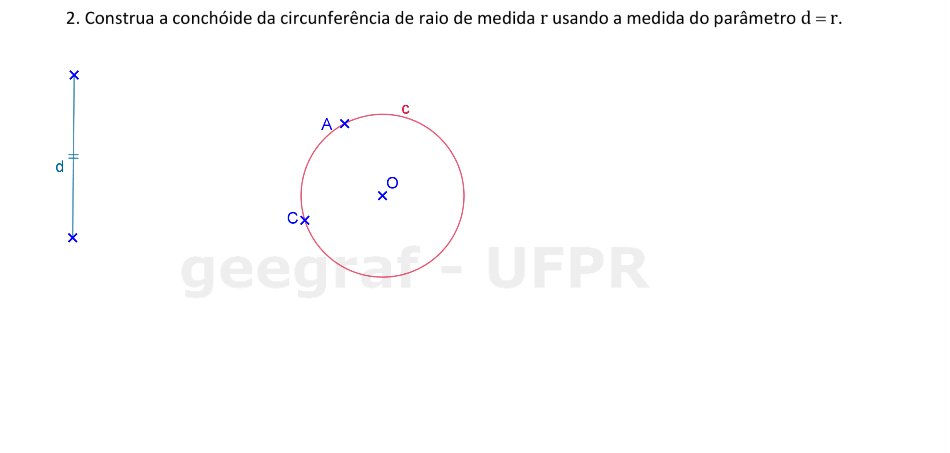 2. Construa a conchóide da circunferência de raio de medida r usando a medida do parâmetro d = r.
c
A
O
d
C
geegraf - UFPR